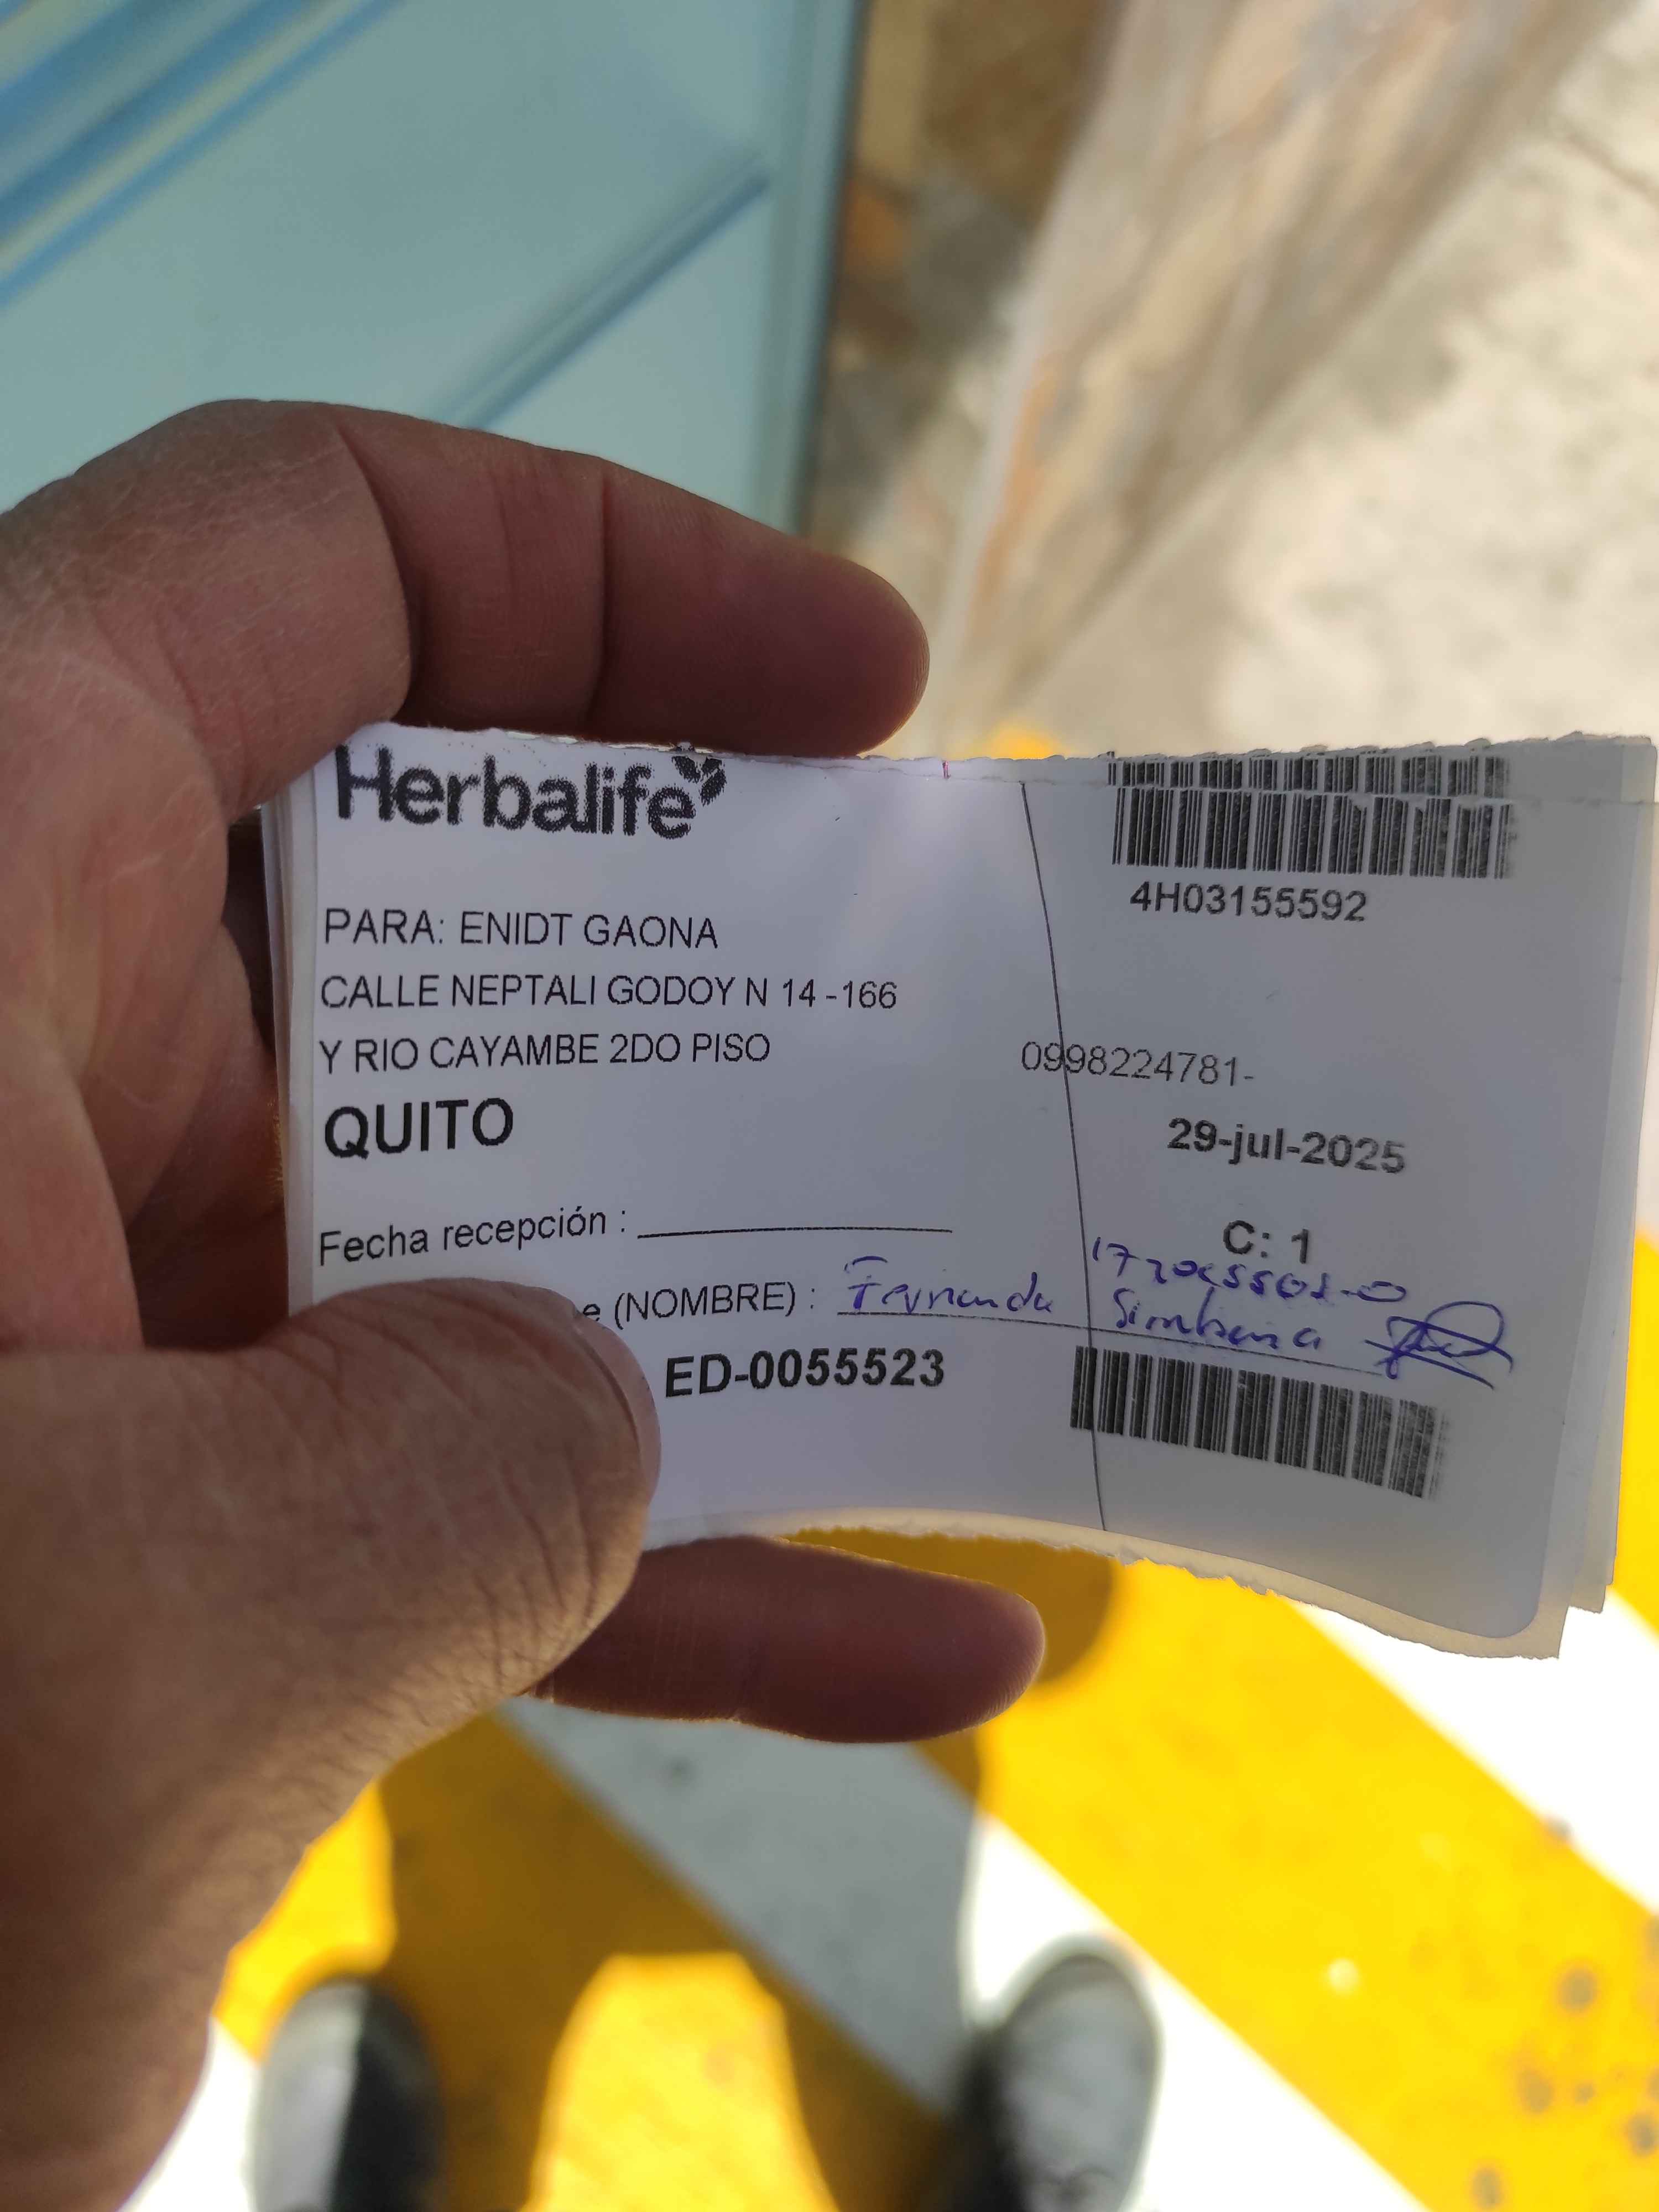 Herbalife
4H03155592
PARA: ENIDT GAONA
CALLE NEPTALI GODOY N 14 -166
Y RIO CAYAMBE 2DO PISO
0998224781-
QUITO
29-jul-2025
Fecha recepción :
C: 1
e (NOMBRE) : Fernanda
ED-0055523